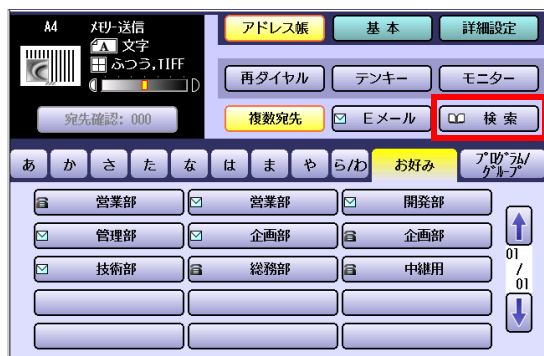 A4 ﾒﾓﾘｰ送信
A 文字
ふつう,TIFF
D
宛先確認: 000
アドレス帳 基本 詳細設定
再ダイヤル テンキー モニター
複数宛先 Eメール 検索
あ か さ た な は ま や ら/わ お好み ﾌﾟﾛｸﾞﾗﾑ/
ｸﾞﾙｰﾌﾟ
営業部 営業部 開発部
管理部 企画部 企画部
技術部 総務部 中継用
01
/
01